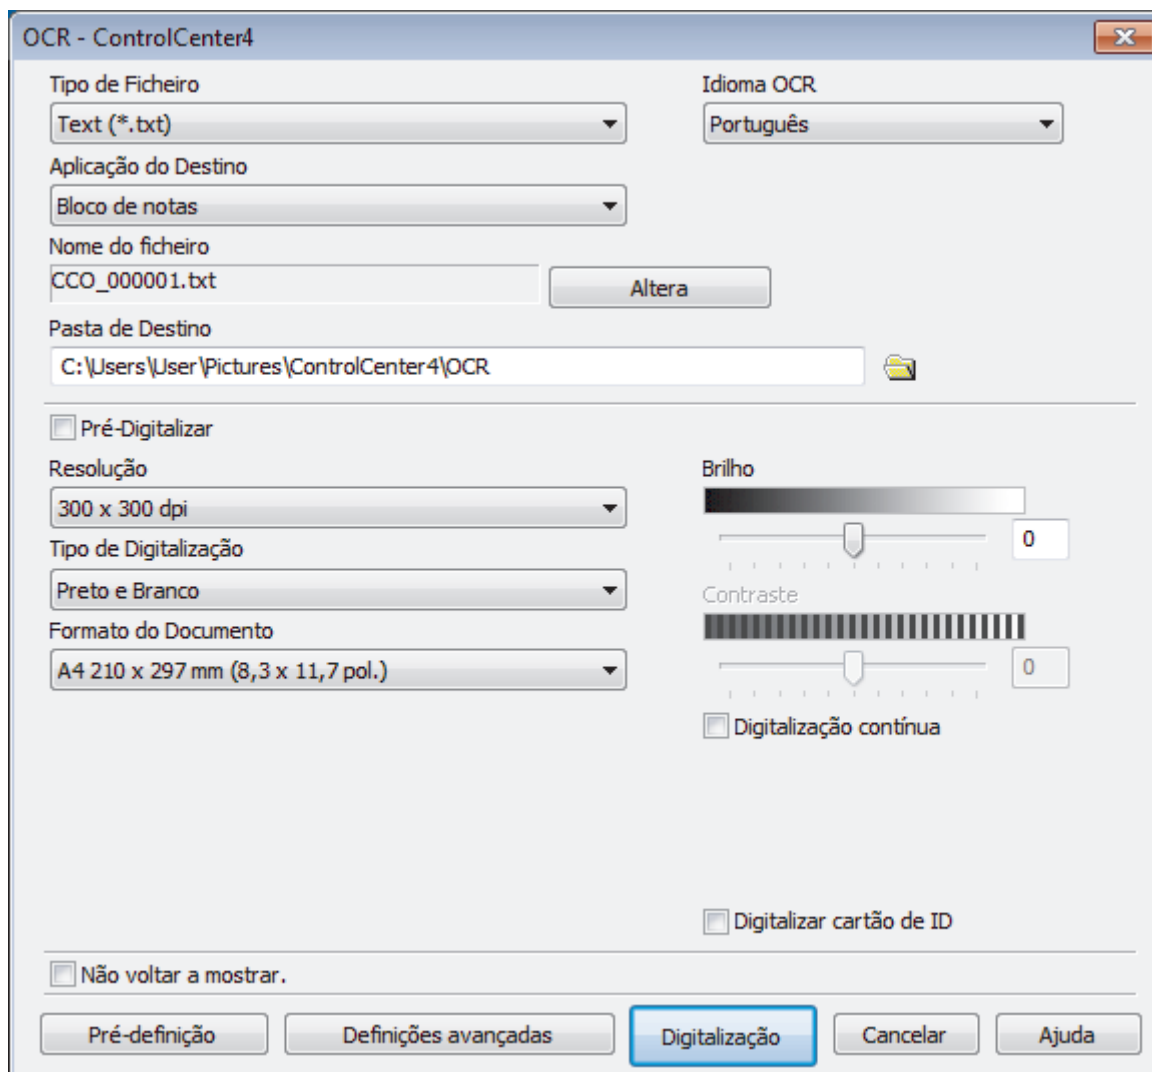 OCR - ControlCenter4
Tipo de Ficheiro
Idioma OCR
Text (*.txt)
Português
Aplicação do Destino
Bloco de notas
Nome do ficheiro
CCO_000001.txt
Altera
Pasta de Destino
C:\Users\User\Pictures\ControlCenter4\OCR
Pré-Digitalizar
Resolução
Brilho
300 x 300 dpi
0
Tipo de Digitalização
Preto e Branco
Contraste
Formato do Documento
A4 210 x 297 mm (8,3 x 11,7 pol.)
0
Digitalização contínua
Digitalizar cartão de ID
Não voltar a mostrar.
Pré-definição
Definições avançadas
Digitalização
Cancelar
Ajuda